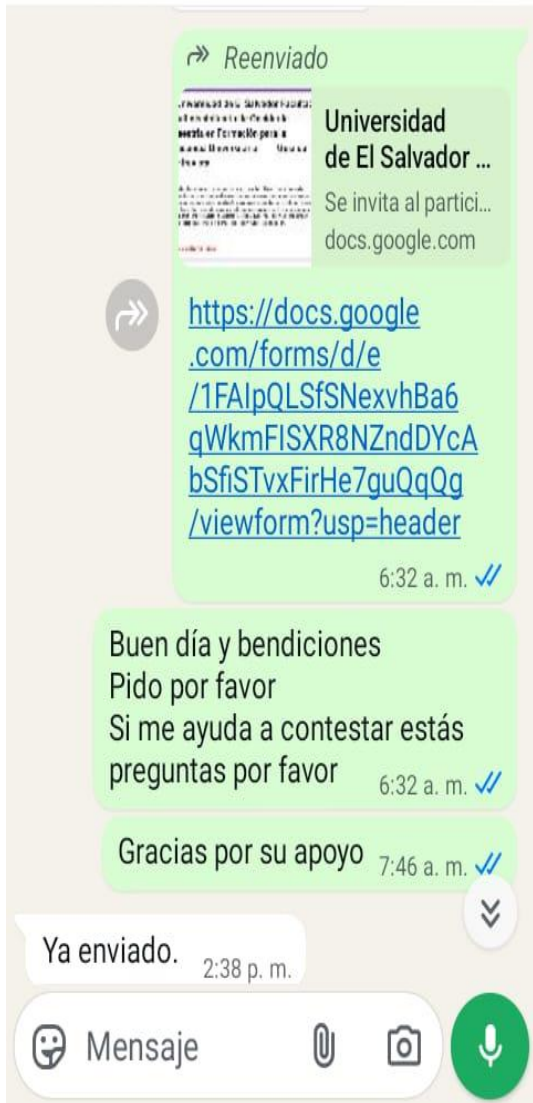 Reenviado
Universidad
de El Salvador ...
Se invita al partici...
docs.google.com
https://docs.google
.com/forms/d/e
/1FAIpQLSfSNexvhBa6
qWkmFISXR8NZndDYcA
bSfiSTvxFirHe7guQqQg
/viewform?usp=header
6:32 a. m.
Buen día y bendiciones
Pido por favor
Si me ayuda a contestar estás
preguntas por favor
6:32 a. m.
Gracias por su apoyo
7:46 a. m.
Ya enviado.
2:38 p. m.
Mensaje